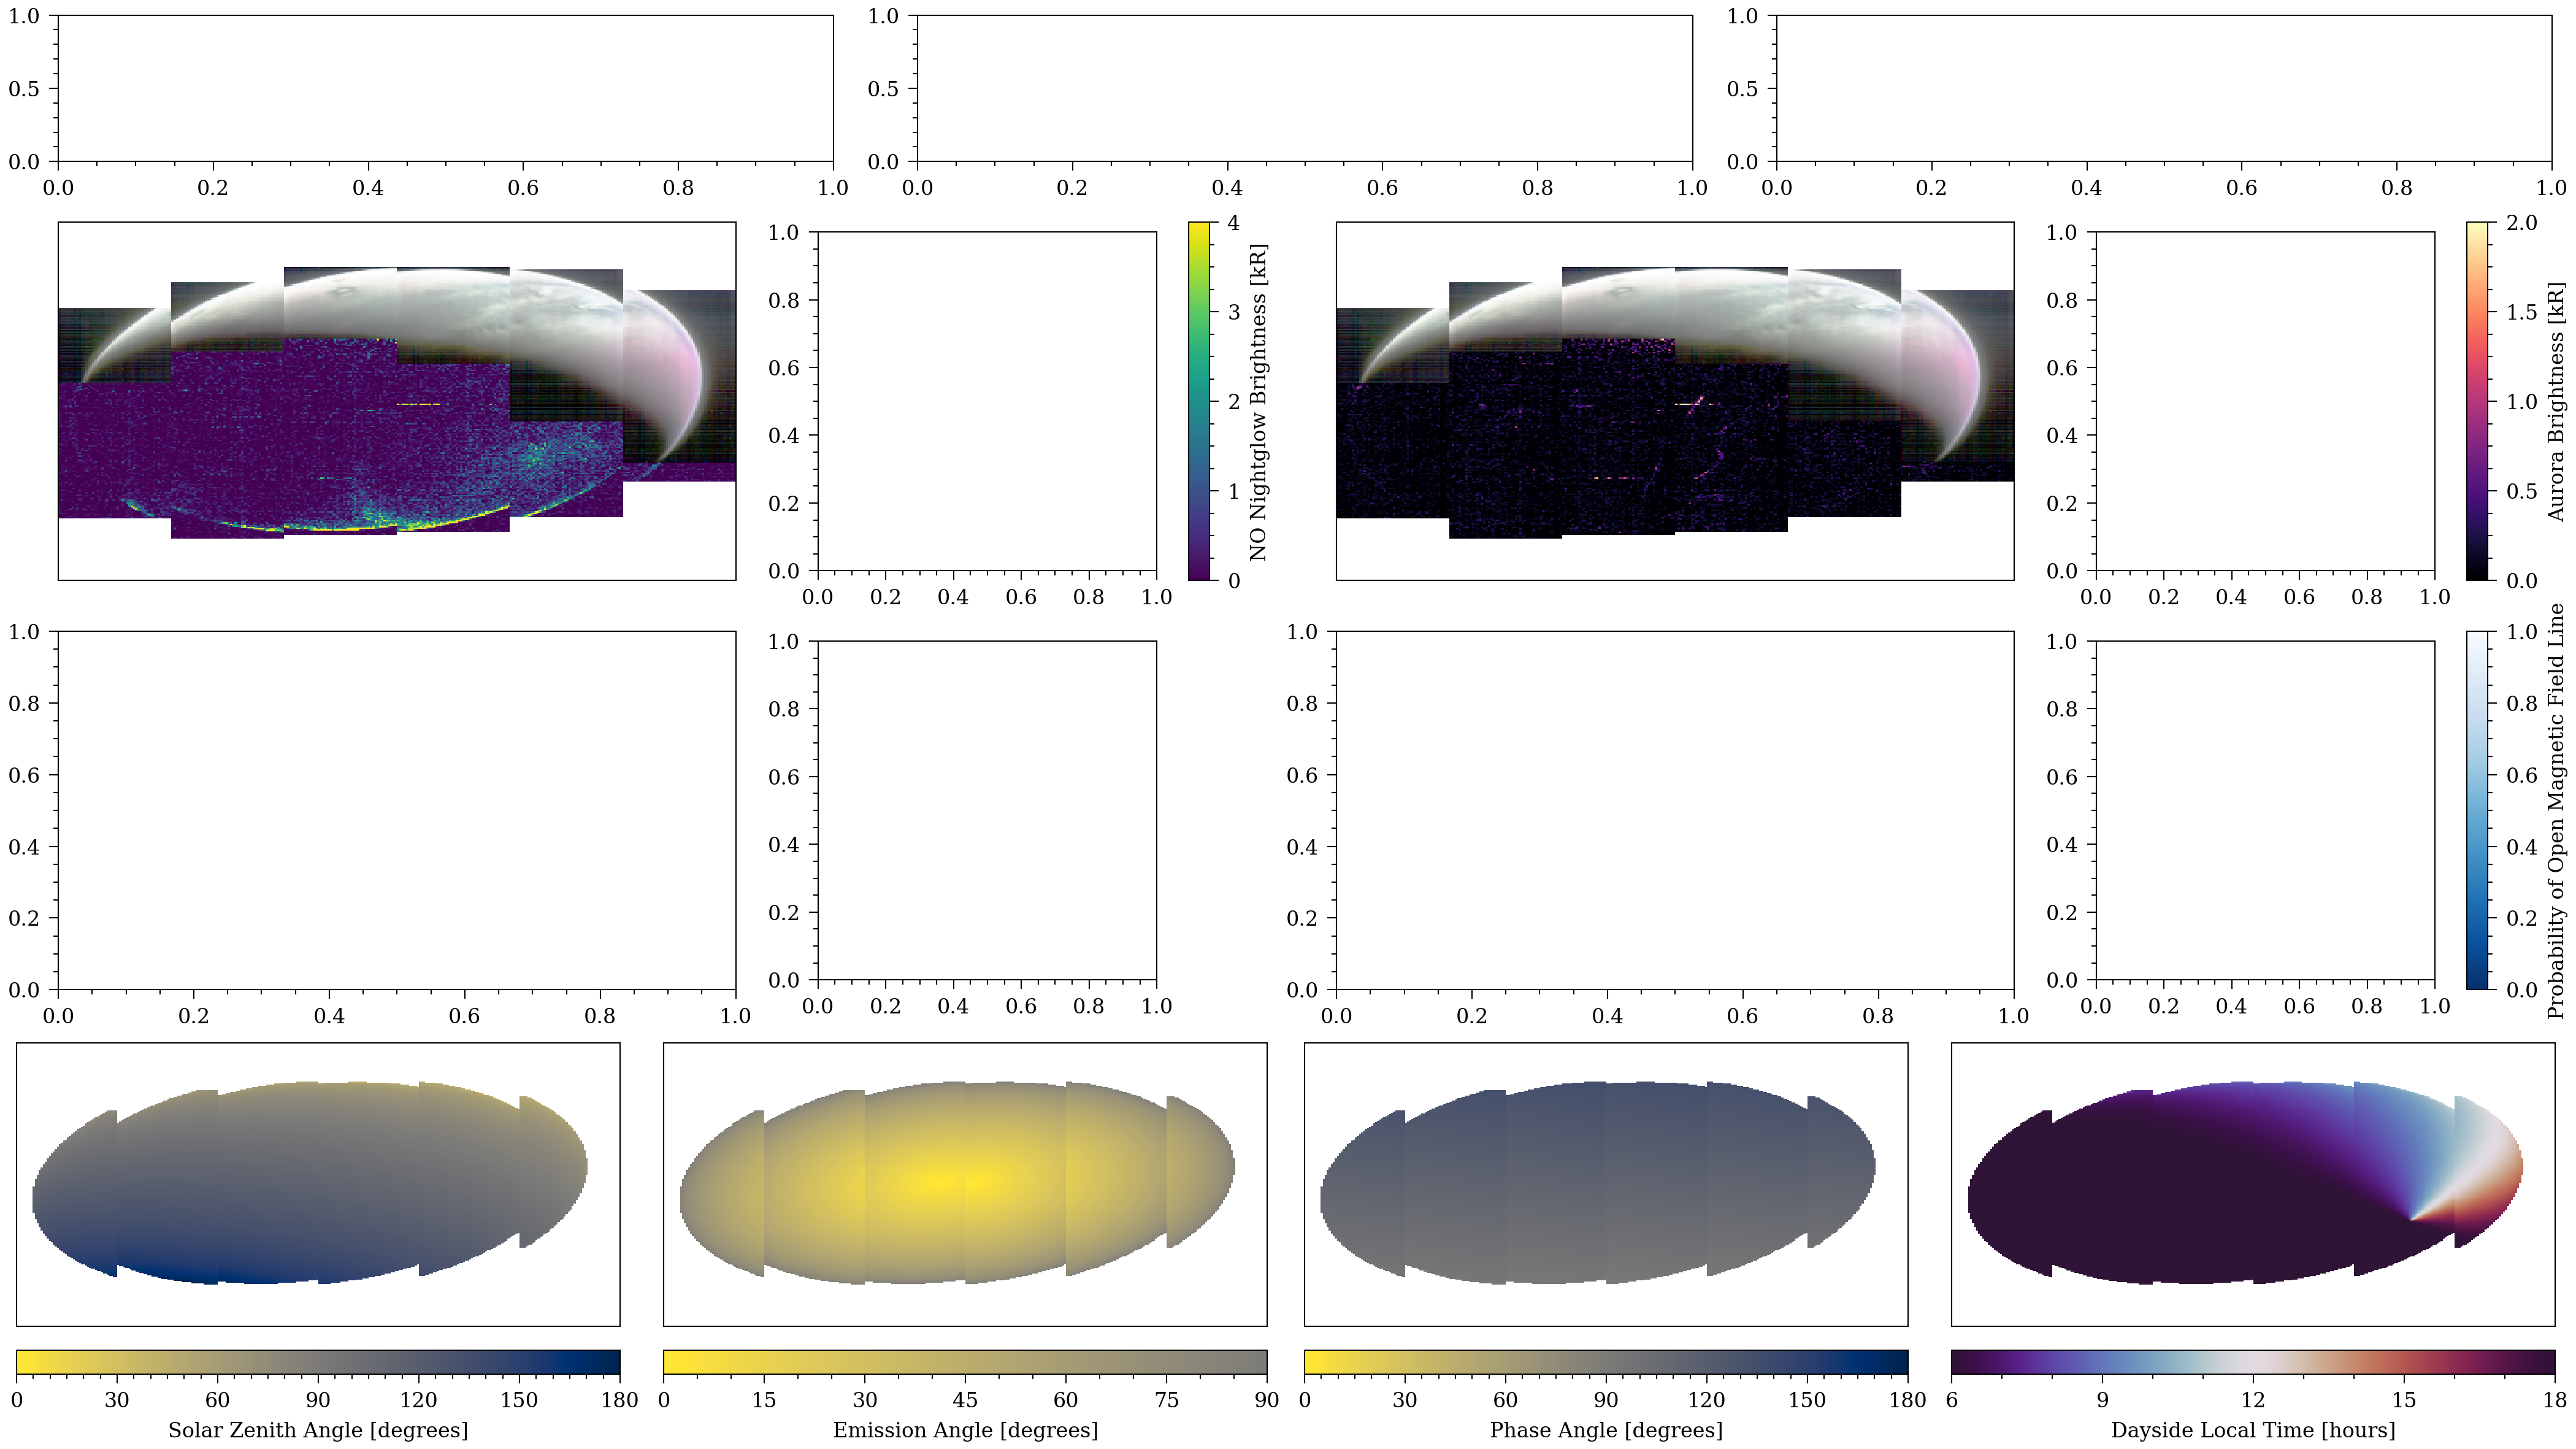 1.0 1.0 1.0
0.5 0.5 0.5
0.0 0.0 0.0
0.0 0.2 0.4 0.6 0.8 1.0 0.0 0.2 0.4 0.6 0.8 1.0 0.0 0.2 0.4 0.6 0.8 1.0
1.0
0.8
0.6
0.4
0.2
0.0
0.0 0.2 0.4 0.6 0.8 1.0
4
3
2
1
0
NO Nightglow Brightness [kR]
1.0
0.8
0.6
0.4
0.2
0.0
0.0 0.2 0.4 0.6 0.8 1.0
2.0
1.5
1.0
0.5
0.0
Aurora Brightness [kR]
1.0
0.8
0.6
0.4
0.2
0.0
0.0 0.2 0.4 0.6 0.8 1.0
1.0
0.8
0.6
0.4
0.2
0.0
0.0 0.2 0.4 0.6 0.8 1.0
1.0
0.8
0.6
0.4
0.2
0.0
0.0 0.2 0.4 0.6 0.8 1.0
1.0
0.8
0.6
0.4
0.2
0.0
0.0 0.2 0.4 0.6 0.8 1.0
1.0
0.8
0.6
0.4
0.2
0.0
Probability of Open Magnetic Field Line
0 30 60 90 120 150 180
Solar Zenith Angle [degrees]
0 15 30 45 60 75 90
Emission Angle [degrees]
0 30 60 90 120 150 180
Phase Angle [degrees]
6 9 12 15 18
Dayside Local Time [hours]